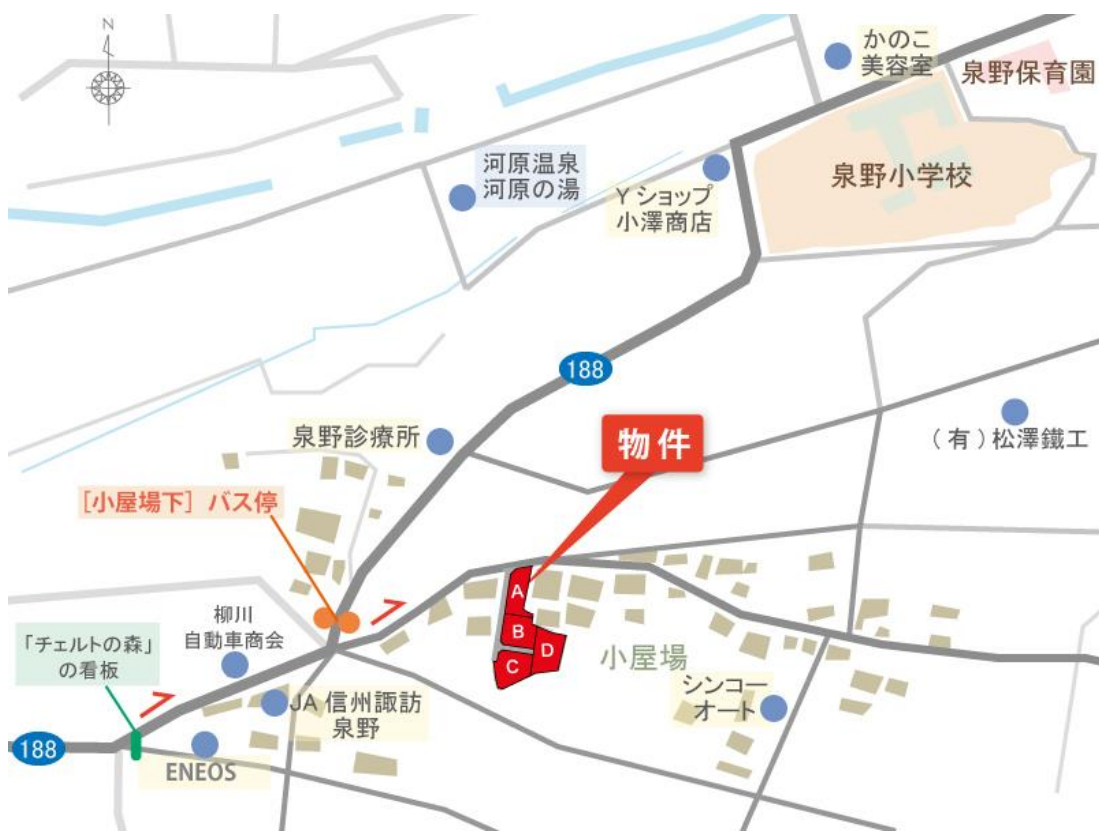 N
かのこ
美容室
泉野保育園
河原温泉
河原の湯
Yショップ
小澤商店
泉野小学校
188
泉野診療所
物件
(有)松澤鐵工
[小屋場下] バス停
A
B
C
D
柳川
自動車商会
「チェルトの森」
の看板
小屋場
シンコー
オート
JA信州諏訪
泉野
188
ENEOS